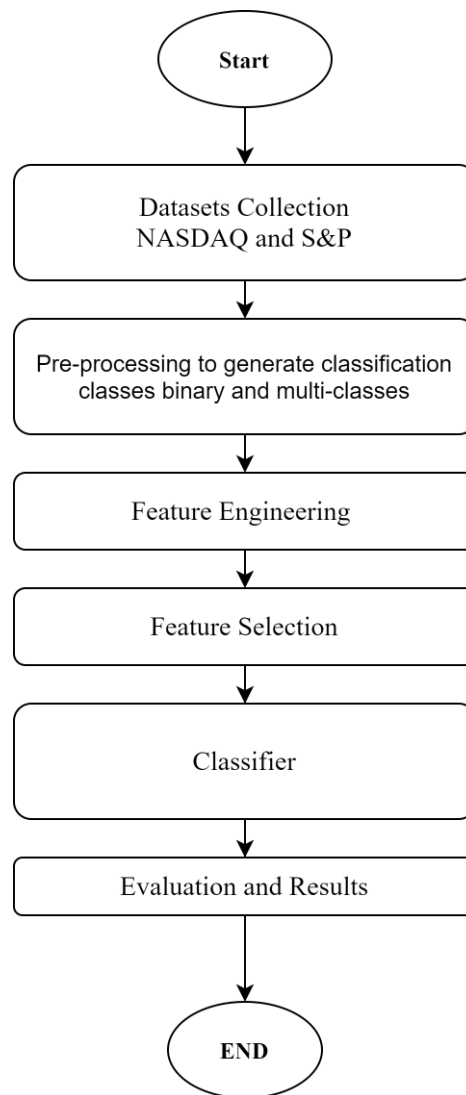 Start
Datasets Collection
NASDAQ and S&P
Pre-processing to generate classification
classes binary and multi-classes
Feature Engineering
Feature Selection
Classifier
Evaluation and Results
END